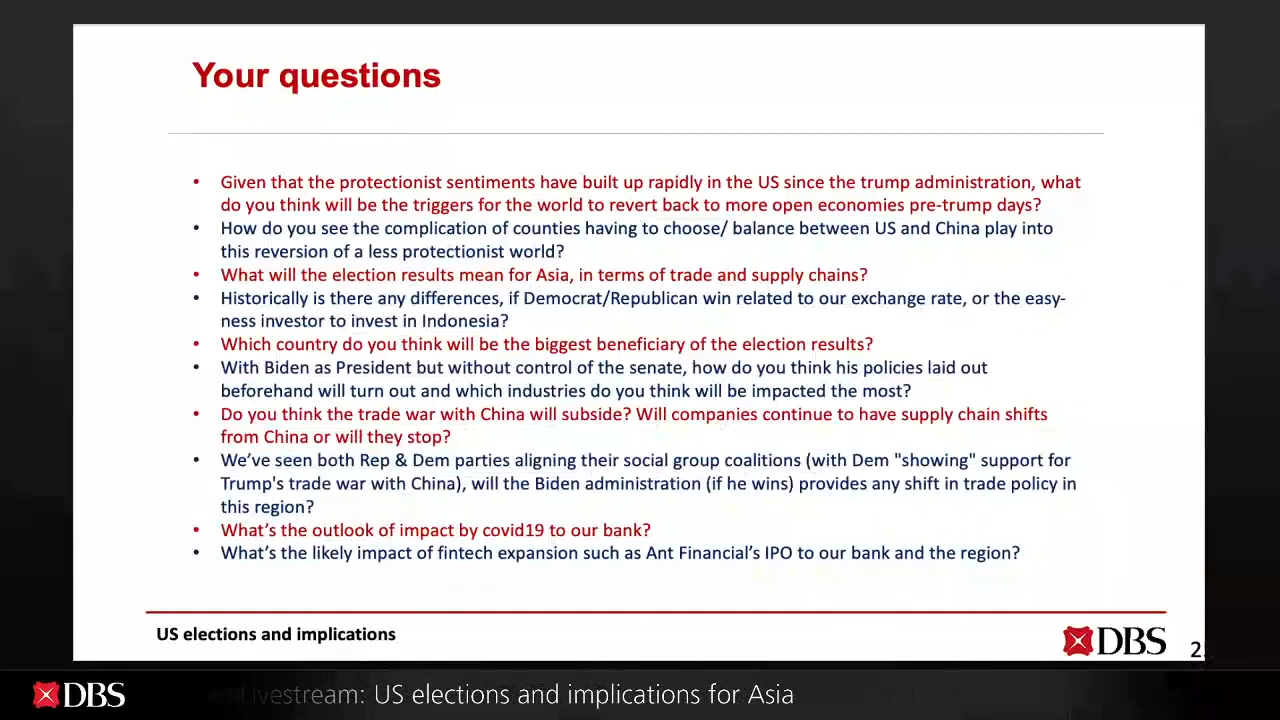 Your questions
• Given that the protectionist sentiments have built up rapidly in the US since the trump administration, what
do you think will be the triggers for the world to revert back to more open economies pre-trump days?
• How do you see the complication of counties having to choose/ balance between US and China play into
this reversion of a less protectionist world?
• What will the election results mean for Asia, in terms of trade and supply chains?
• Historically is there any differences, if Democrat/Republican win related to our exchange rate, or the easy-
ness investor to invest in Indonesia?
• Which country do you think will be the biggest beneficiary of the election results?
• With Biden as President but without control of the senate, how do you think his policies laid out
beforehand will turn out and which industries do you think will be impacted the most?
• Do you think the trade war with China will subside? Will companies continue to have supply chain shifts
from China or will they stop?
• We've seen both Rep & Dem parties aligning their social group coalitions (with Dem "showing" support for
Trump's trade war with China), will the Biden administration (if he wins) provides any shift in trade policy in
this region?
• What's the outlook of impact by covid19 to our bank?
• What's the likely impact of fintech expansion such as Ant Financial's IPO to our bank and the region?
US elections and implications
DBS
DBS
Livestream: US elections and implications for Asia